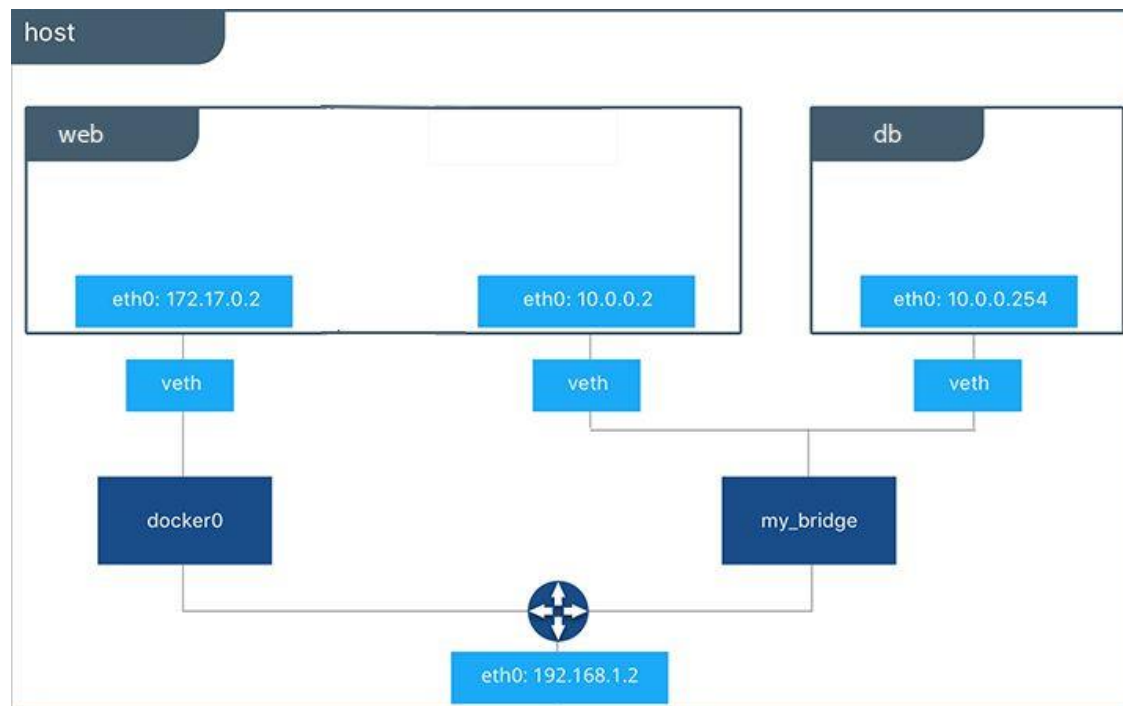 host
web
db
eth0: 172.17.0.2
eth0: 10.0.0.2
eth0: 10.0.0.254
veth
veth
veth
docker0
my_bridge
eth0: 192.168.1.2